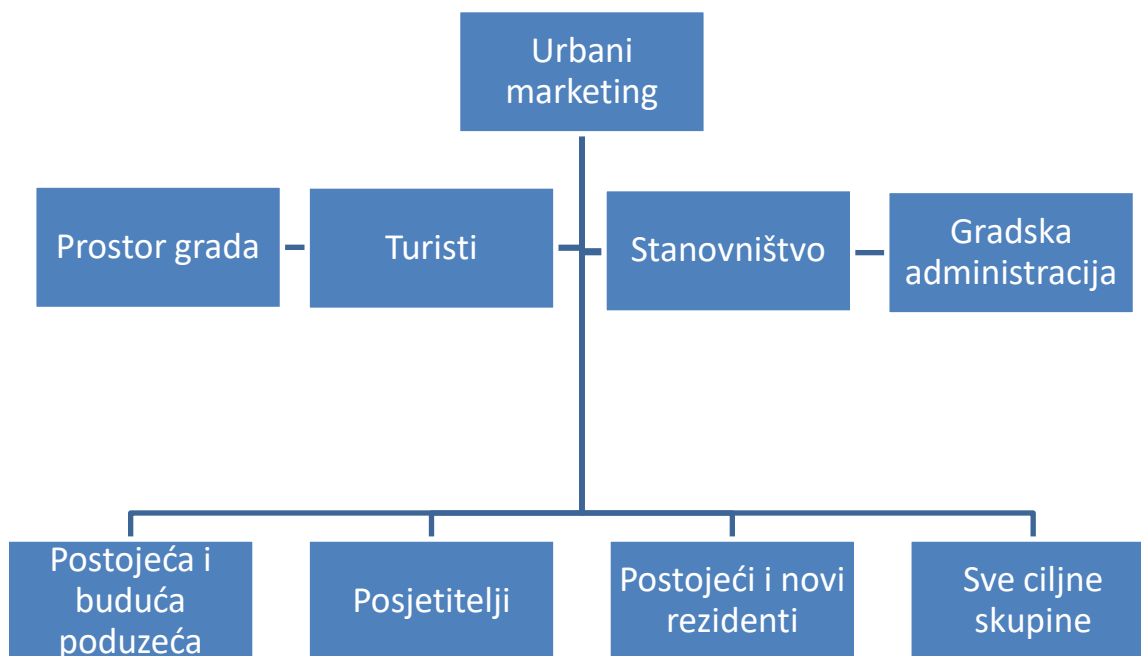 Urbani
marketing
Prostor grada
Turisti
Stanovništvo
Gradska
administracija
Postojeća i
buduća
poduzeća
Posjetitelji
Postojeći i novi
rezidenti
Sve ciljne
skupine